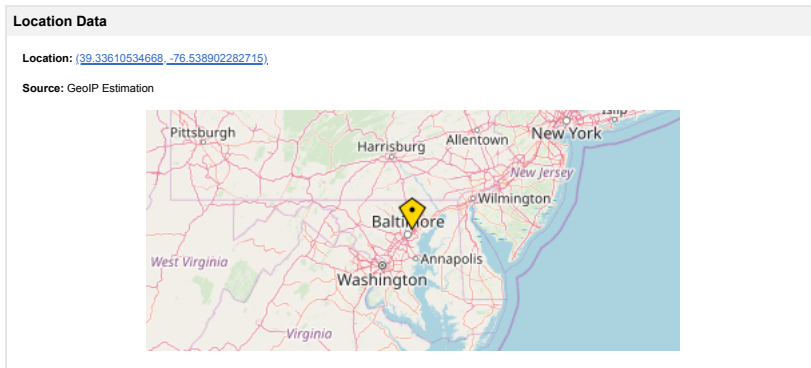 Location Data
Location: (39.33610534668, -76.538902282715)
Source: GeoIP Estimation
Islip
Pittsburgh
New York
Allentown
Harrisburg
New Jersey
Wilmington
Baltimore
West Virginia
Annapolis
Washington
Virginia